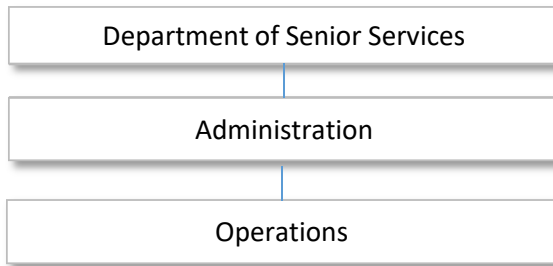 Department of Senior Services
Administration
Operations